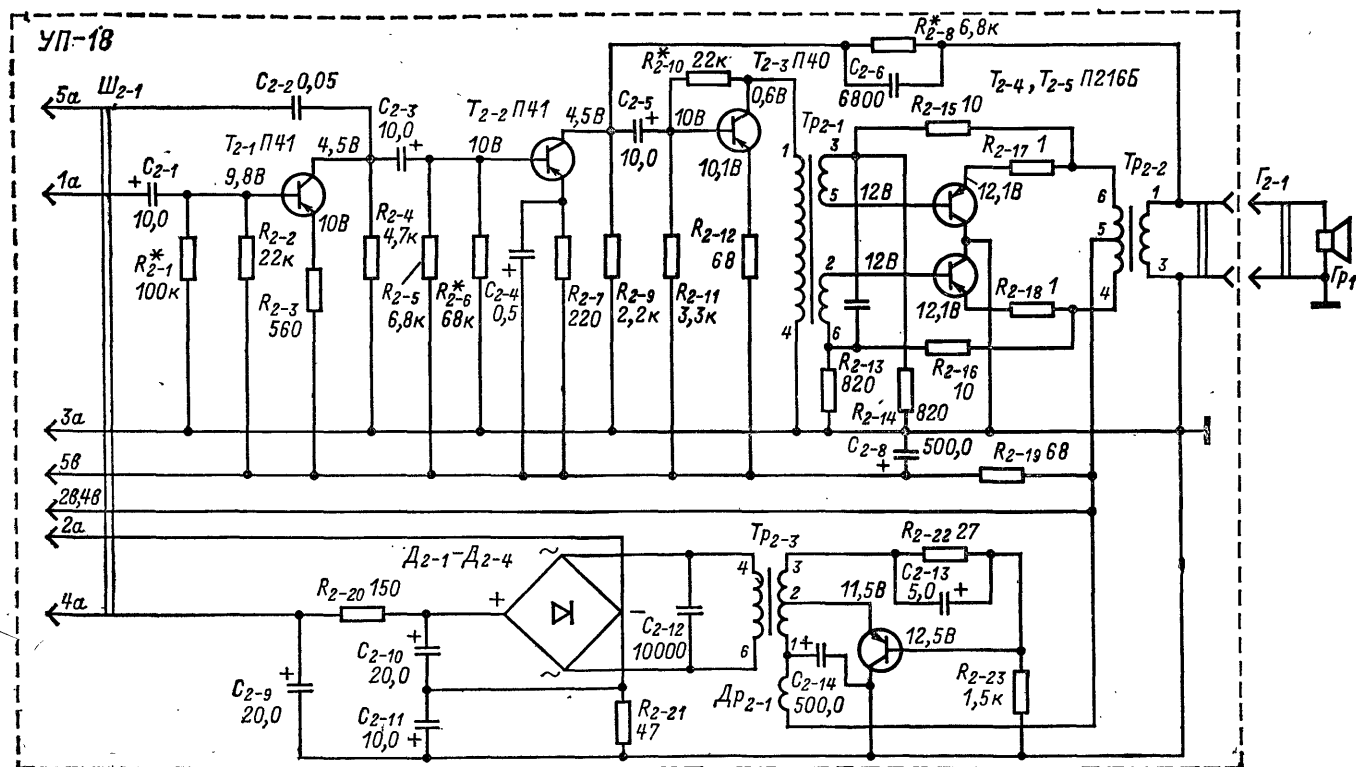 УП-18
Ш2-1
5а
1а
3а
5в
2в,4в
2а
4а
C2-2 0,05
C2-1
10,0
R*2-1
100к
R2-2
22к
T2-1 П41
9,8В
4,5В
10В
R2-3
560
C2-3
10,0
R2-4
4,7к
R2-5
6,8к
R*2-6
68к
10В
T2-2 П41
4,5В
C2-4
0,5
R2-7
220
C2-5
10,0
R2-9
2,2к
R*2-10 22к
10В
R2-11
3,3к
T2-3 П40
0,6В
10,1В
R2-12
68
R*2-8 6,8к
C2-6
6800
T2-4, T2-5 П216Б
Тр2-1
1
4
3
5
2
6
R2-15 10
R2-17 1
12В
12,1В
12В
12,1В
R2-18 1
R2-16
10
R2-13
820
R2-14
820
C2-8
500,0
R2-19 68
Тр2-2
6
5
4
1
3
Г2-1
Гр1
Д2-1–Д2-4
~
~
+
−
R2-20 150
C2-9
20,0
C2-10
20,0
C2-11
10,0
R2-21
47
C2-12
10000
Тр2-3
4
6
3
2
1
Др2-1
C2-14
500,0
11,5В
12,5В
R2-22 27
C2-13
5,0
R2-23
1,5к